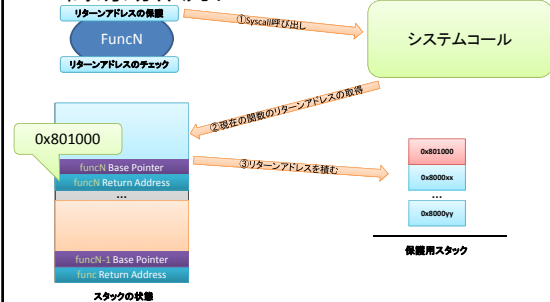 リターンアドレスの保護
FuncN
リターンアドレスのチェック
①Syscall呼び出し
システムコール
②現在の関数のリターンアドレスの取得
0x801000
funcN Base Pointer
funcN Return Address
...
③リターンアドレスを積む
0x801000
0x8000xx
...
0x8000yy
保護用スタック
funcN-1 Base Pointer
func Return Address
スタックの状態